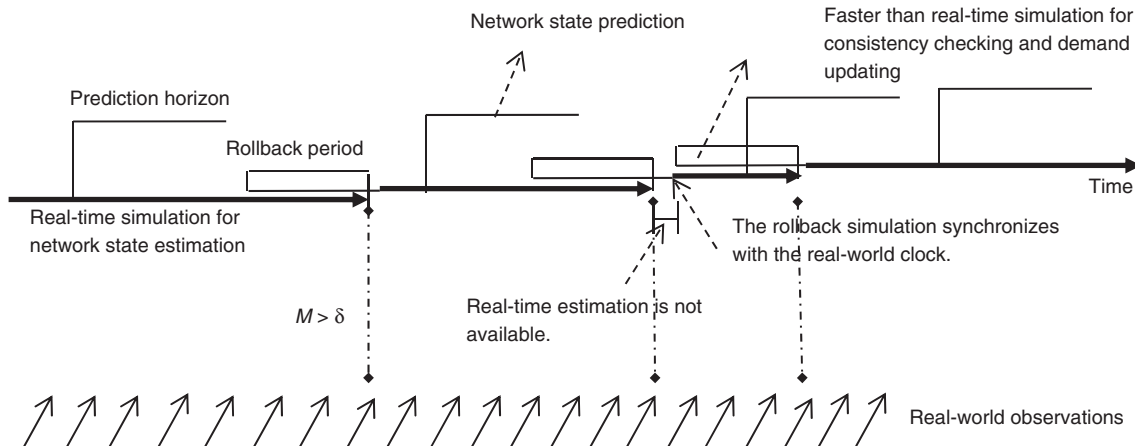 Network state prediction
Faster than real-time simulation for
consistency checking and demand
updating
Prediction horizon
Rollback period
Time
Real-time simulation for
network state estimation
The rollback simulation synchronizes
with the real-world clock.
Real-time estimation is not
available.
M > δ
Real-world observations